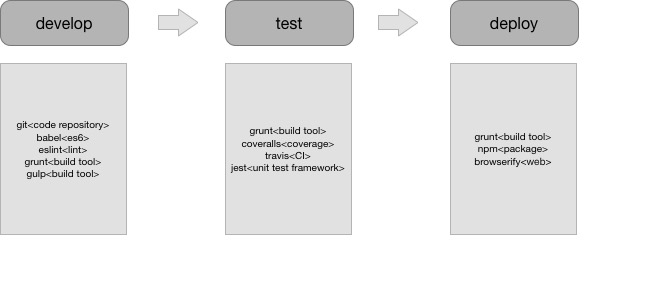 develop
test
deploy
git<code repository>
babel<es6>
eslint<lint>
grunt<build tool>
gulp<build tool>
grunt<build tool>
coveralls<coverage>
travis<CI>
jest<unit test framework>
grunt<build tool>
npm<package>
browserify<web>